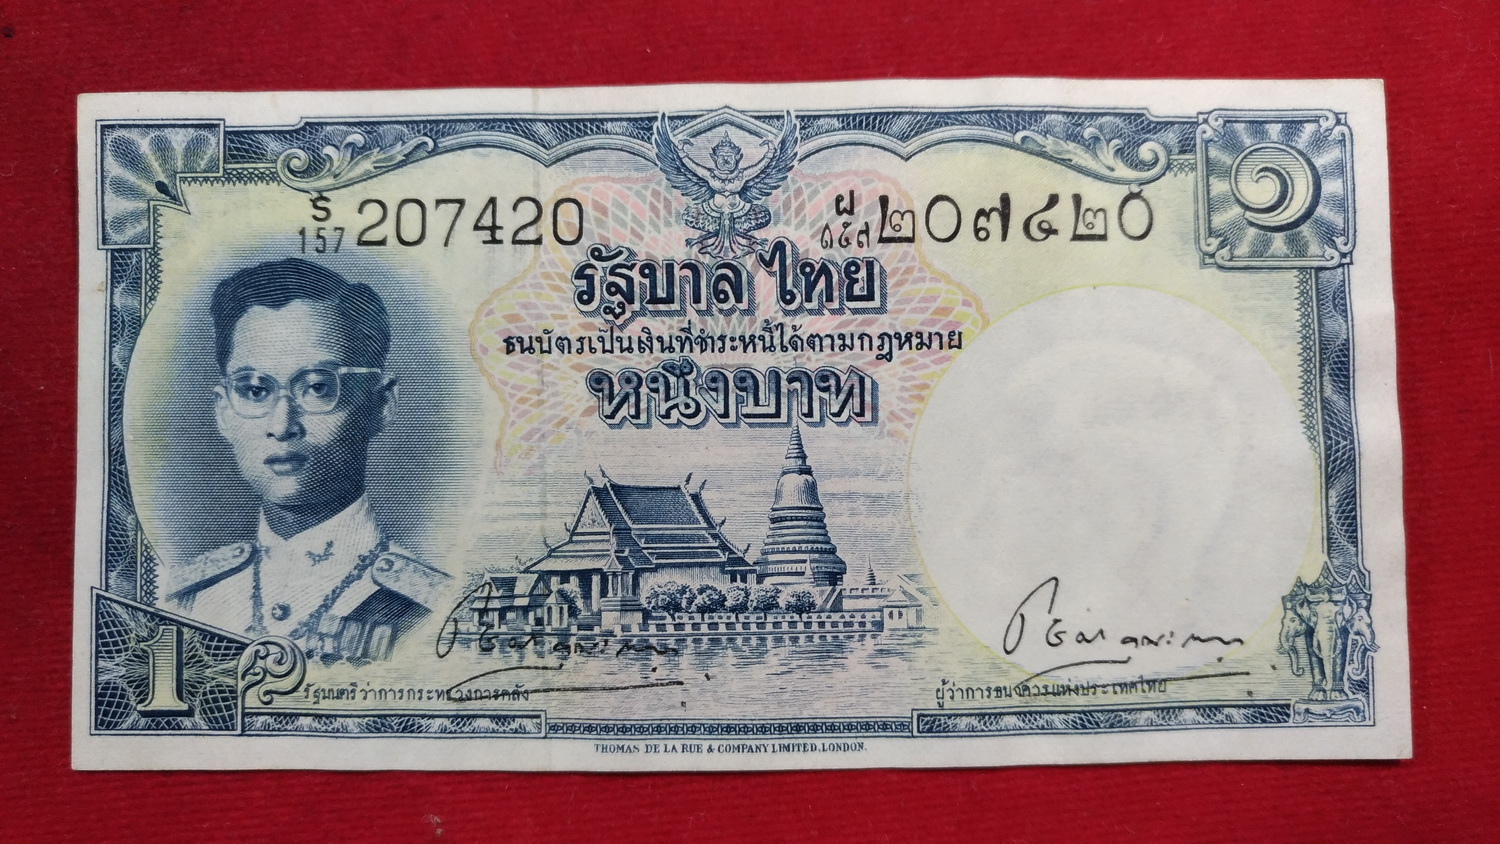 S
157 207420
ฝ
๑๕๗ ๒๐๗๔๒๐
๑
รัฐบาลไทย
ธนบัตรเป็นเงินที่ชำระหนี้ได้ตามกฎหมาย
หนึ่งบาท
1
รัฐมนตรีว่าการกระทรวงการคลัง
ผู้ว่าการธนาคารแห่งประเทศไทย
THOMAS DE LA RUE & COMPANY LIMITED, LONDON.